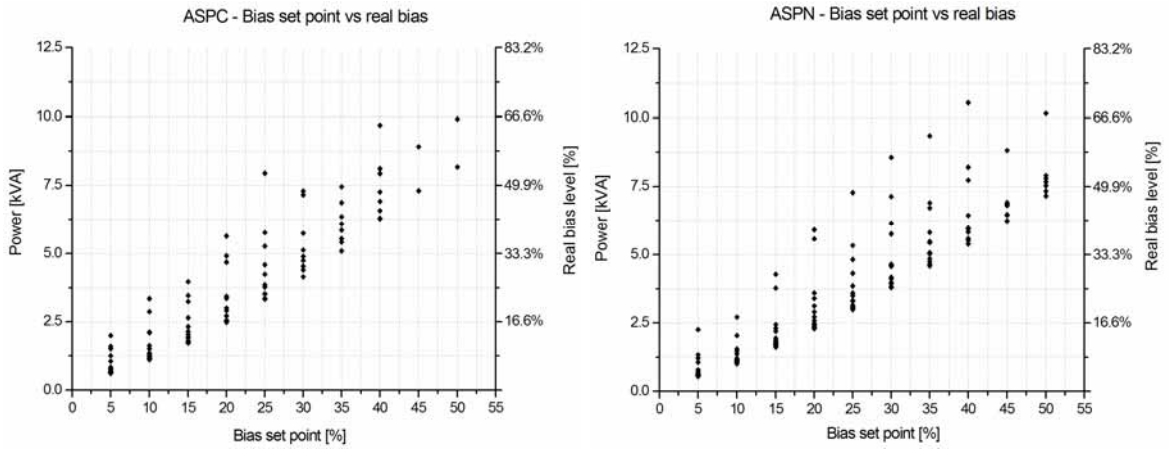 ASPC - Bias set point vs real bias
12.5
10.0
7.5
5.0
2.5
0.0
Power [kVA]
83.2%
66.6%
49.9%
33.3%
16.6%
Real bias level [%]
0 5 10 15 20 25 30 35 40 45 50 55
Bias set point [%]
ASPN - Bias set point vs real bias
12.5
10.0
7.5
5.0
2.5
0.0
Power [kVA]
83.2%
66.6%
49.9%
33.3%
16.6%
Real bias level [%]
0 5 10 15 20 25 30 35 40 45 50 55
Bias set point [%]